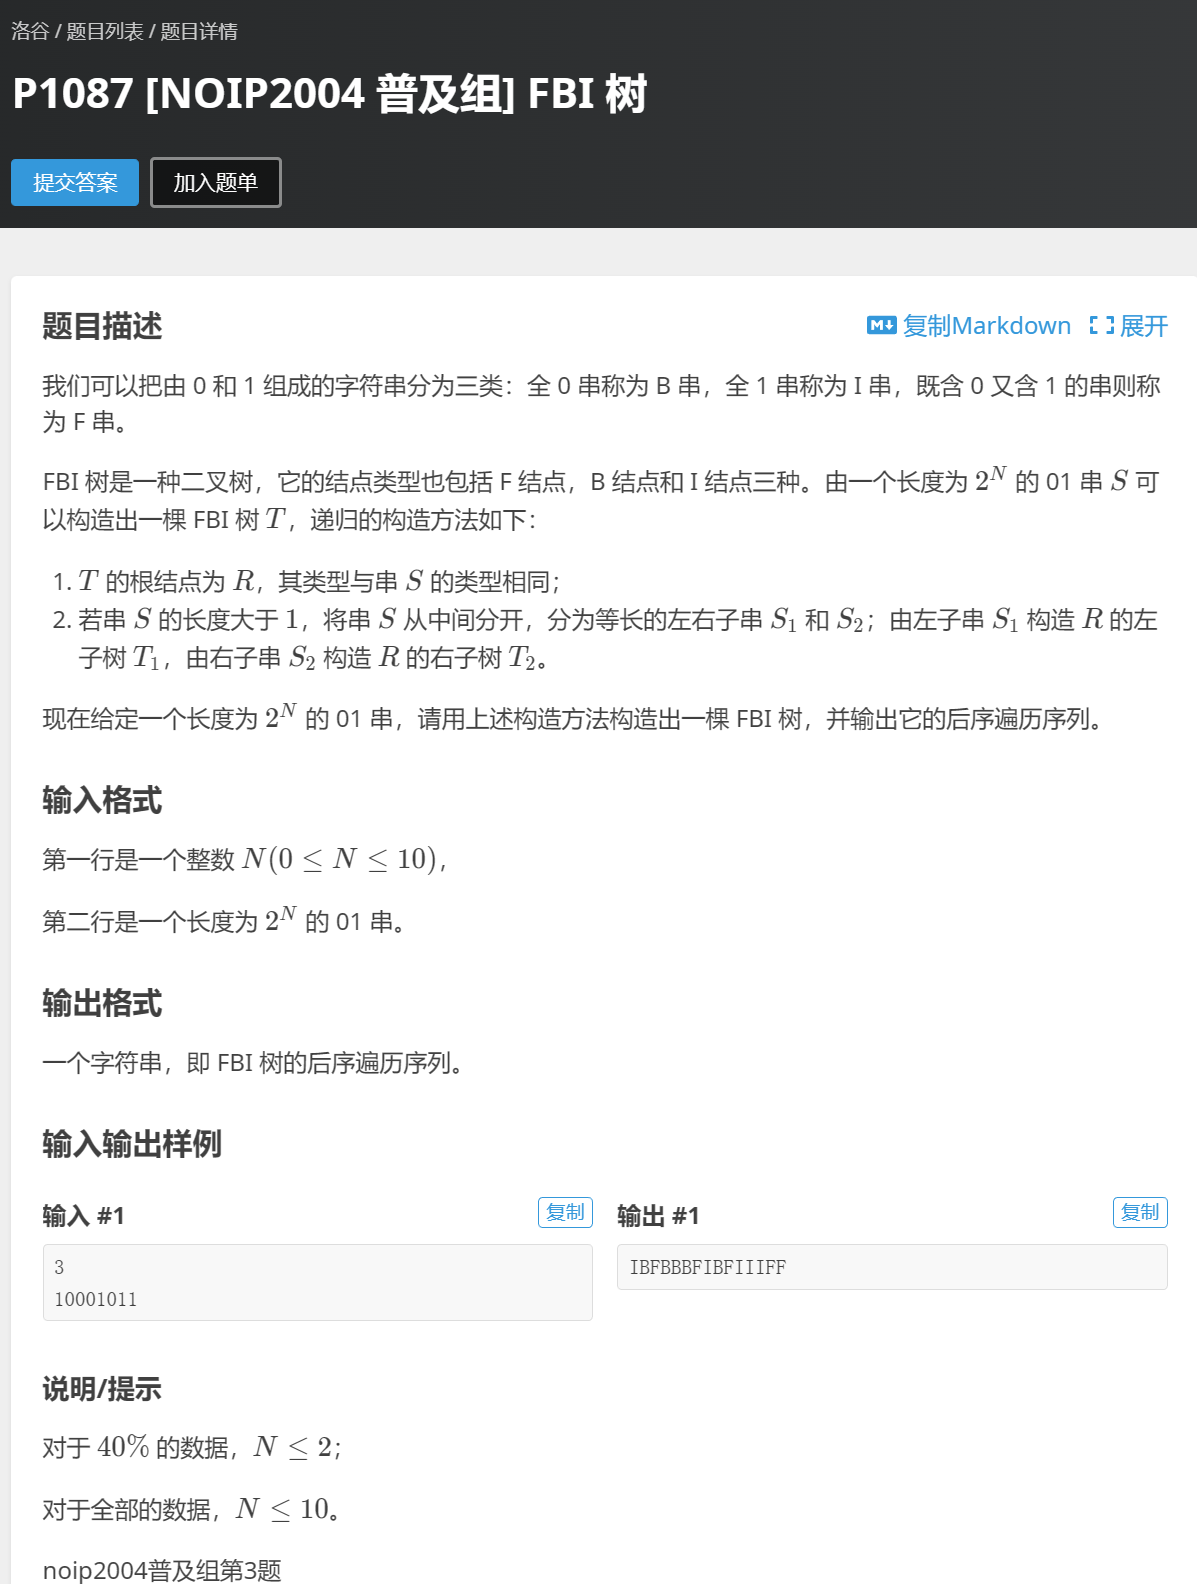 洛谷 / 题目列表 / 题目详情
P1087 [NOIP2004 普及组] FBI 树
提交答案 加入题单
题目描述 复制Markdown 展开
我们可以把由 0 和 1 组成的字符串分为三类：全 0 串称为 B 串，全 1 串称为 I 串，既含 0 又含 1 的串则称
为 F 串。
FBI 树是一种二叉树，它的结点类型也包括 F 结点，B 结点和 I 结点三种。由一个长度为 2^N 的 01 串 S 可
以构造出一棵 FBI 树 T，递归的构造方法如下：
1. T 的根结点为 R，其类型与串 S 的类型相同；
2. 若串 S 的长度大于 1，将串 S 从中间分开，分为等长的左右子串 S_1 和 S_2；由左子串 S_1 构造 R 的左
子树 T_1，由右子串 S_2 构造 R 的右子树 T_2。
现在给定一个长度为 2^N 的 01 串，请用上述构造方法构造出一棵 FBI 树，并输出它的后序遍历序列。
输入格式
第一行是一个整数 N(0 ≤ N ≤ 10)，
第二行是一个长度为 2^N 的 01 串。
输出格式
一个字符串，即 FBI 树的后序遍历序列。
输入输出样例
输入 #1 复制 输出 #1 复制
3
10001011
IBFBBBFIBFIIIFF
说明/提示
对于 40% 的数据，N ≤ 2；
对于全部的数据，N ≤ 10。
noip2004普及组第3题